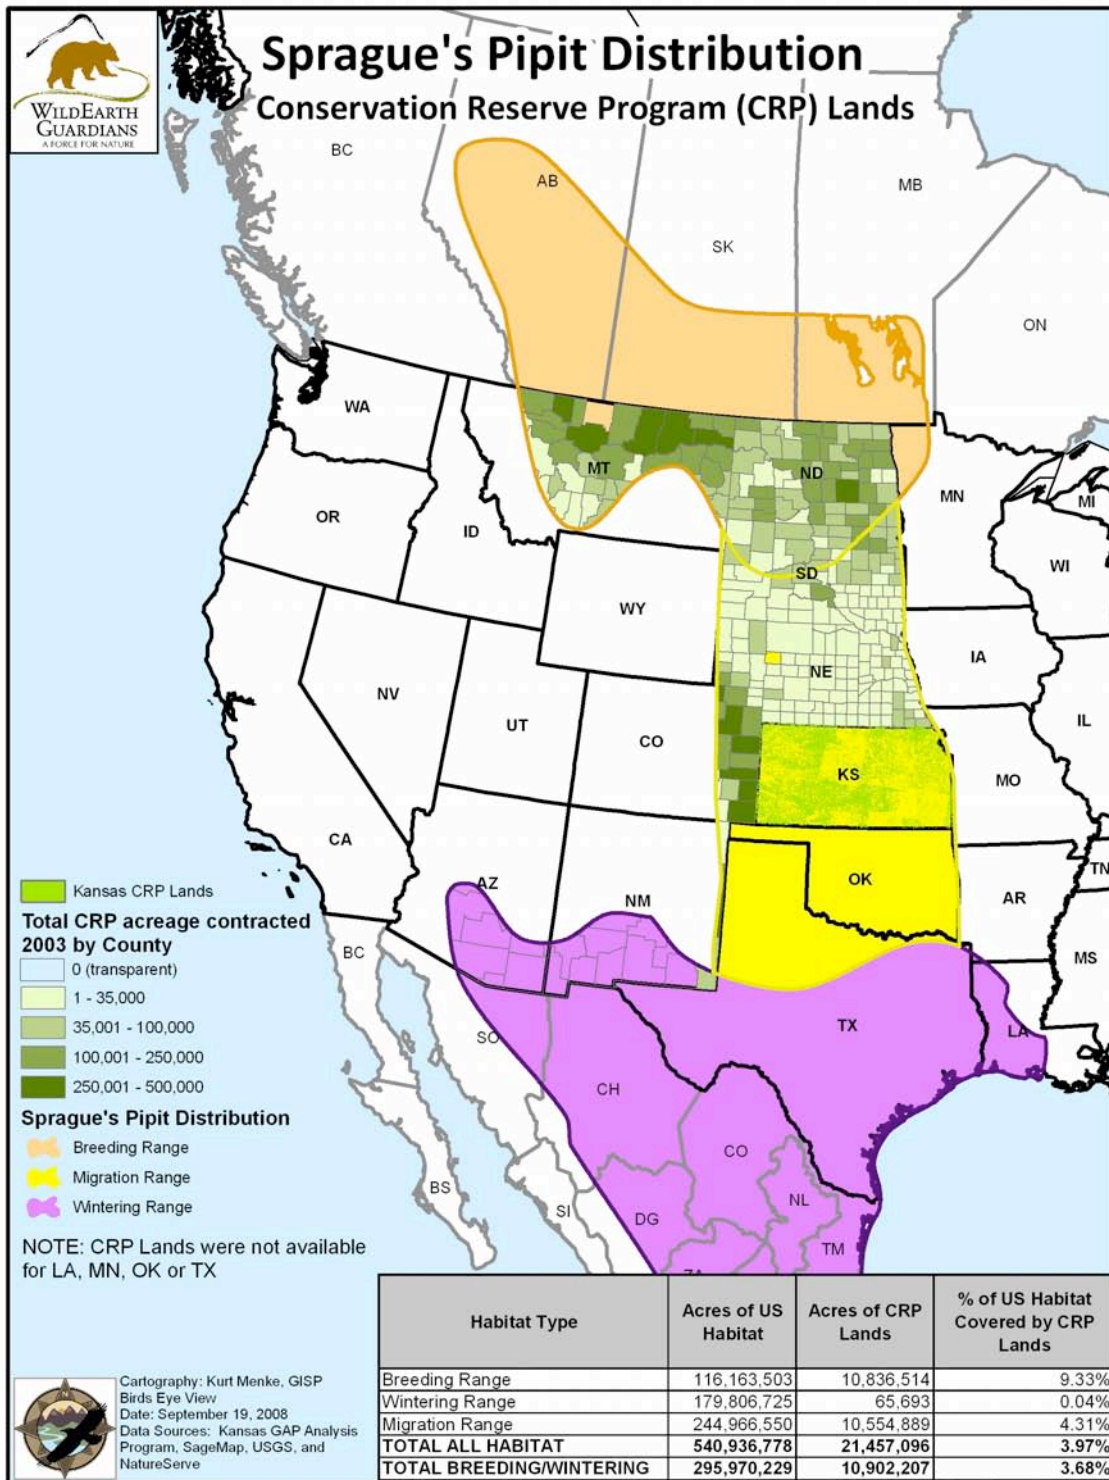 Sprague's Pipit Distribution
Conservation Reserve Program (CRP) Lands
WILDEARTH
GUARDIANS
A FORCE FOR NATURE
BC
AB
MB
SK
ON
WA
MT
ND
MN
MI
OR
ID
WI
SD
WY
IA
NE
NV
UT
CO
IL
KS
MO
CA
TN
AZ
OK
NM
AR
BC
MS
TX
LA
SO
CH
CO
BS
SI
NL
DG
TM
ZA
Kansas CRP Lands
Total CRP acreage contracted
2003 by County
0 (transparent)
1 - 35,000
35,001 - 100,000
100,001 - 250,000
250,001 - 500,000
Sprague's Pipit Distribution
Breeding Range
Migration Range
Wintering Range
NOTE: CRP Lands were not available
for LA, MN, OK or TX
Habitat Type Acres of US Habitat Acres of CRP Lands % of US Habitat Covered by CRP Lands
Breeding Range 116,163,503 10,836,514 9.33%
Wintering Range 179,806,725 65,693 0.04%
Migration Range 244,966,550 10,554,889 4.31%
TOTAL ALL HABITAT 540,936,778 21,457,096 3.97%
TOTAL BREEDING/WINTERING 295,970,229 10,902,207 3.68%
Cartography: Kurt Menke, GISP
Birds Eye View
Date: September 19, 2008
Data Sources: Kansas GAP Analysis
Program, SageMap, USGS, and
NatureServe